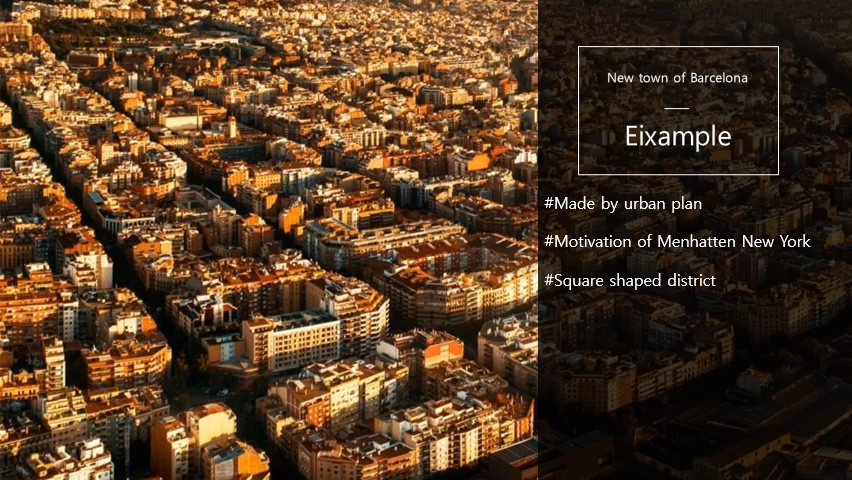 New town of Barcelona
Eixample
#Made by urban plan
#Motivation of Menhatten New York
#Square shaped district